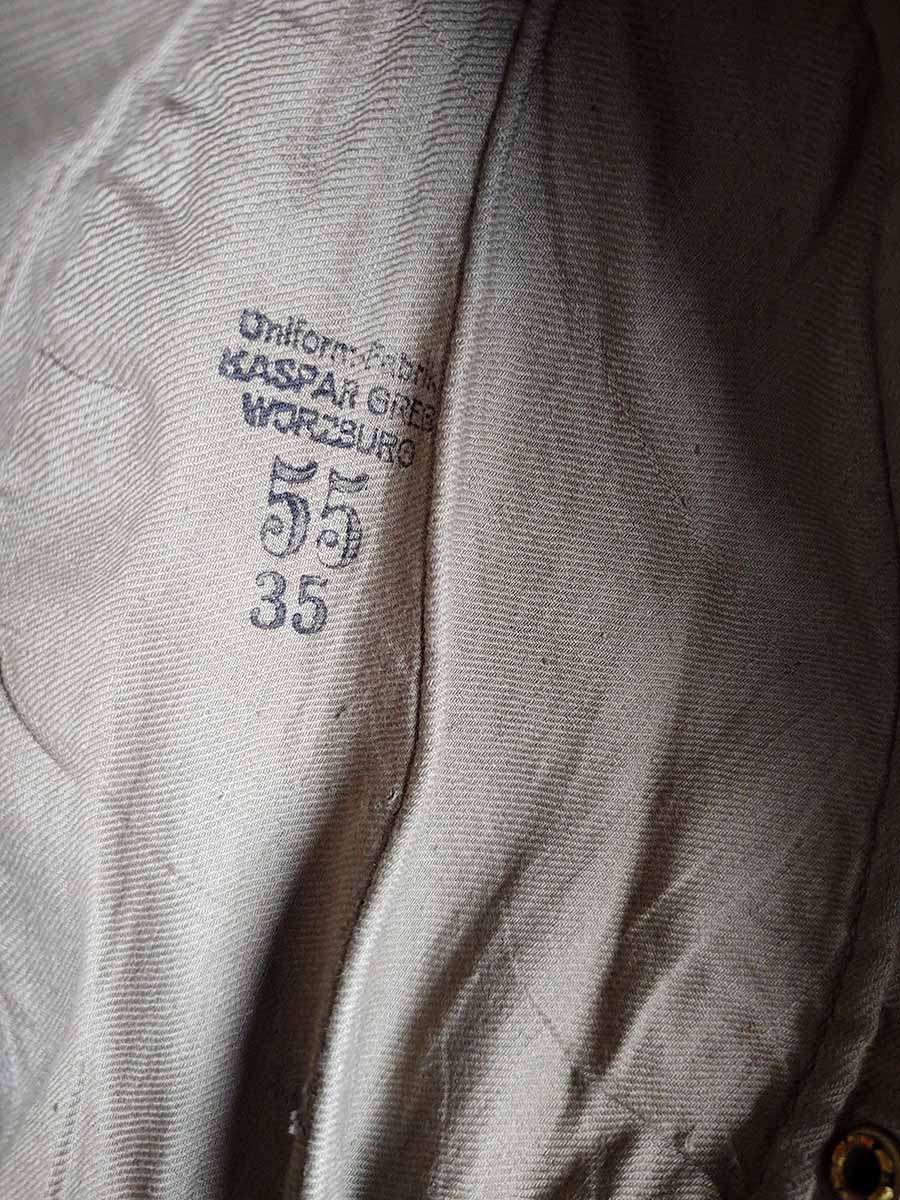 Uniform-Fabrik
KASPAR GREB
WÜRZBURG
55
35